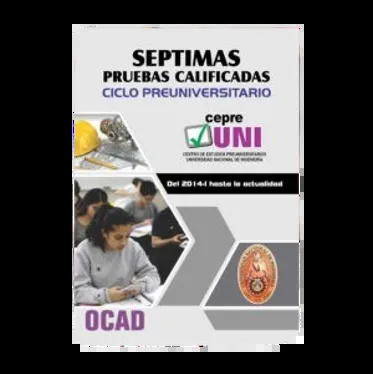 SEPTIMAS
PRUEBAS CALIFICADAS
CICLO PREUNIVERSITARIO
cepre
UNI
CENTRO DE ESTUDIOS PREUNIVERSITARIOS
UNIVERSIDAD NACIONAL DE INGENIERÍA
Del 2014-I hasta la actualidad
OCAD